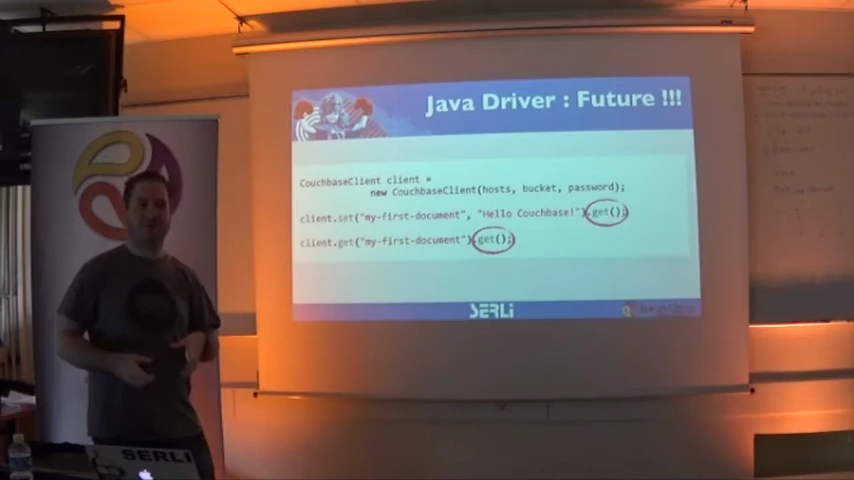 Java Driver : Future !!!
CouchbaseClient client =
new CouchbaseClient(hosts, bucket, password);
client.set("my-first-document", "Hello Couchbase!").get();
client.get("my-first-document").get();
SERLI
SERLI